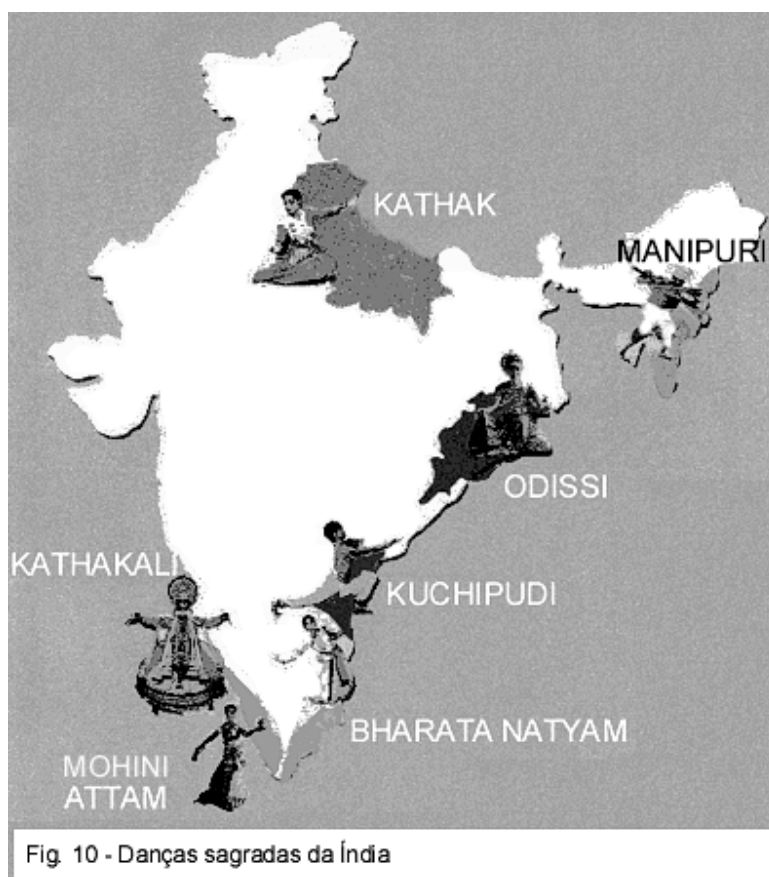 KATHAK
MANIPURI
ODISSI
KATHAKALI
KUCHIPUDI
BHARATA NATYAM
MOHINI
ATTAM
Fig. 10 - Danças sagradas da Índia